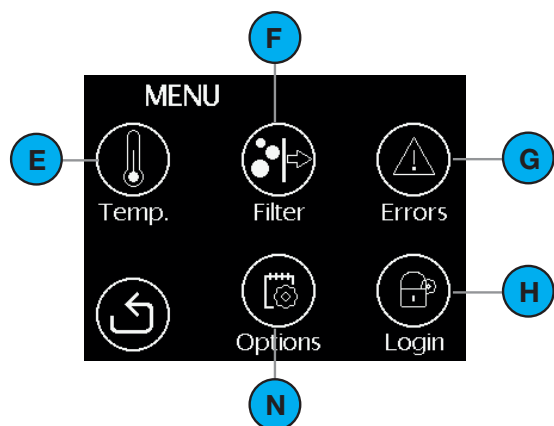 F
MENU
E
G
Temp.
Filter
Errors
H
Options
Login
N